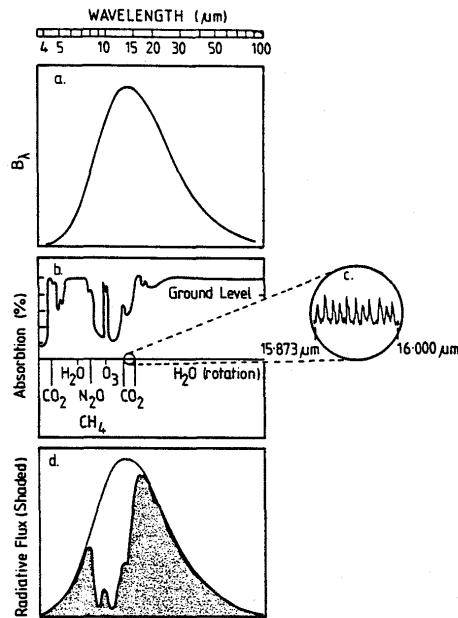 WAVELENGTH (μm)
4 5 10 15 20 30 50 100
a.
Bλ
b.
Ground Level
Absorbtion (%)
H₂O O₃ H₂O (rotation)
CO₂ N₂O CO₂
CH₄
c.
15·873 μm 16·000 μm
d.
Radiative Flux (Shaded)